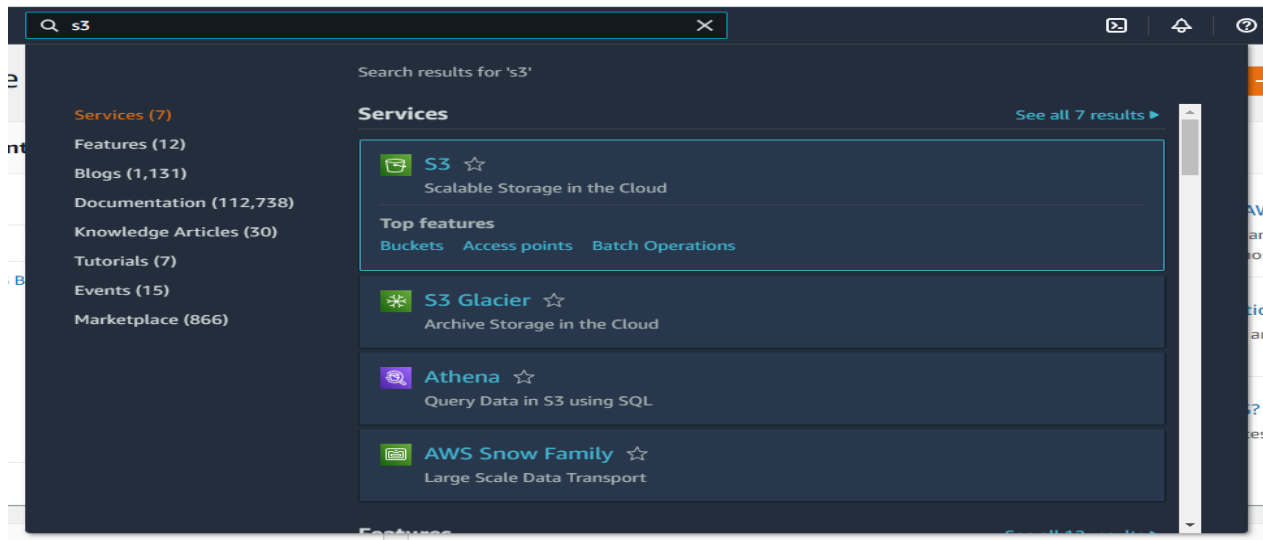 s3
Search results for 's3'
Services (7)
Features (12)
Blogs (1,131)
Documentation (112,738)
Knowledge Articles (30)
Tutorials (7)
Events (15)
Marketplace (866)
Services
See all 7 results ▸
S3
Scalable Storage in the Cloud
Top features
Buckets Access points Batch Operations
S3 Glacier
Archive Storage in the Cloud
Athena
Query Data in S3 using SQL
AWS Snow Family
Large Scale Data Transport
Features